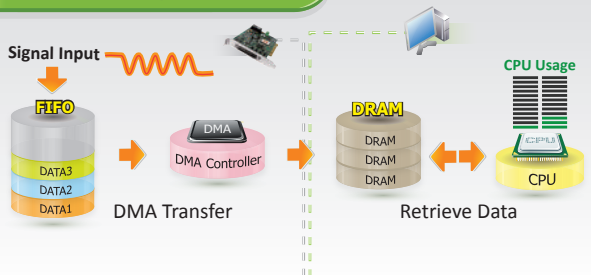 Signal Input
CPU Usage
FIFO
DATA3
DATA2
DATA1
DMA
DMA Controller
DMA Transfer
DRAM
DRAM
DRAM
DRAM
CPU
CPU
Retrieve Data